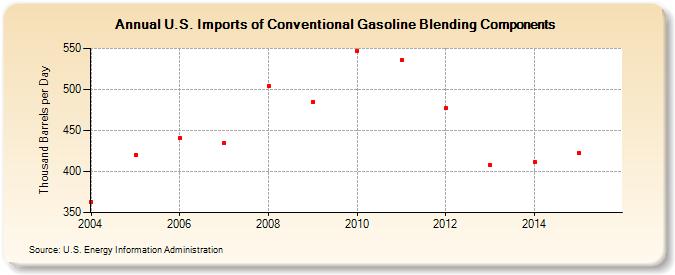 Annual U.S. Imports of Conventional Gasoline Blending Components
Thousand Barrels per Day
550
500
450
400
350
2004 2006 2008 2010 2012 2014
Source: U.S. Energy Information Administration